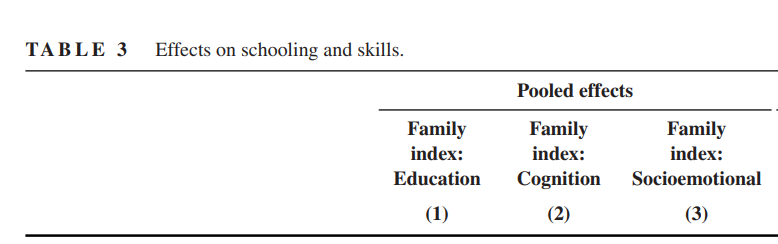 TABLE 3 Effects on schooling and skills.
Pooled effects
Family Family Family
index: index: index:
Education Cognition Socioemotional
(1) (2) (3)